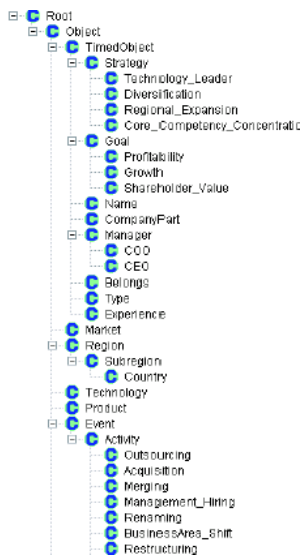 Root
Object
TimedObject
Strategy
Technology_Leader
Diversification
Regional_Expansion
Core_Competency_Concentratio
Goal
Profitability
Growth
Shareholder_Value
Name
CompanyPart
Manager
COO
CEO
Belongs
Type
Experience
Market
Region
Subregion
Country
Technology
Product
Event
Activity
Outsourcing
Acquisition
Merging
Management_Hiring
Renaming
BusinessArea_Shift
Restructuring